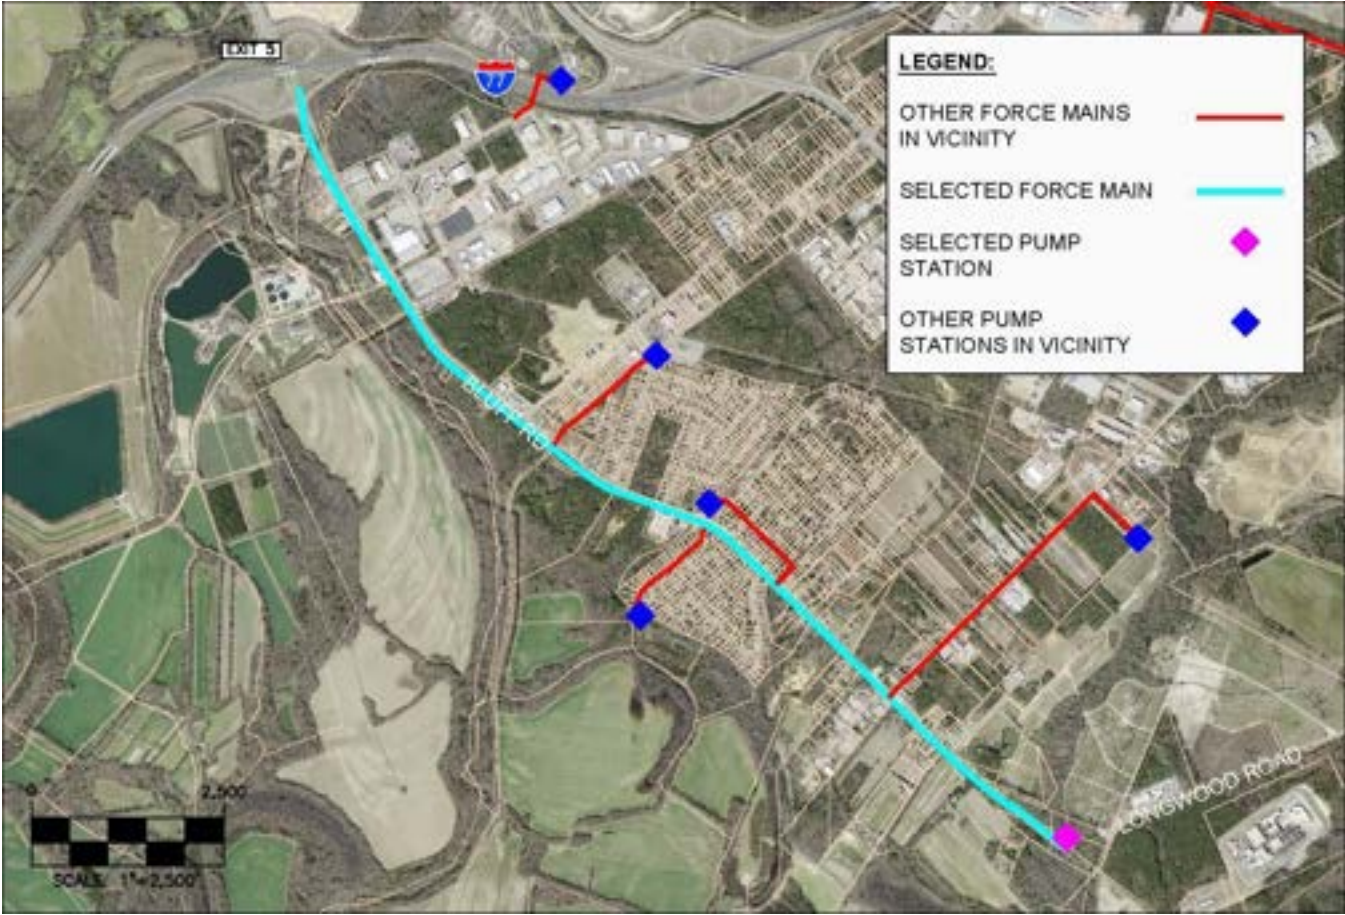 EXIT 5
77
LEGEND:
OTHER FORCE MAINS
IN VICINITY
SELECTED FORCE MAIN
SELECTED PUMP
STATION
OTHER PUMP
STATIONS IN VICINITY
BLUFF RD
LONGWOOD ROAD
0 2,500
SCALE: 1"=2,500'